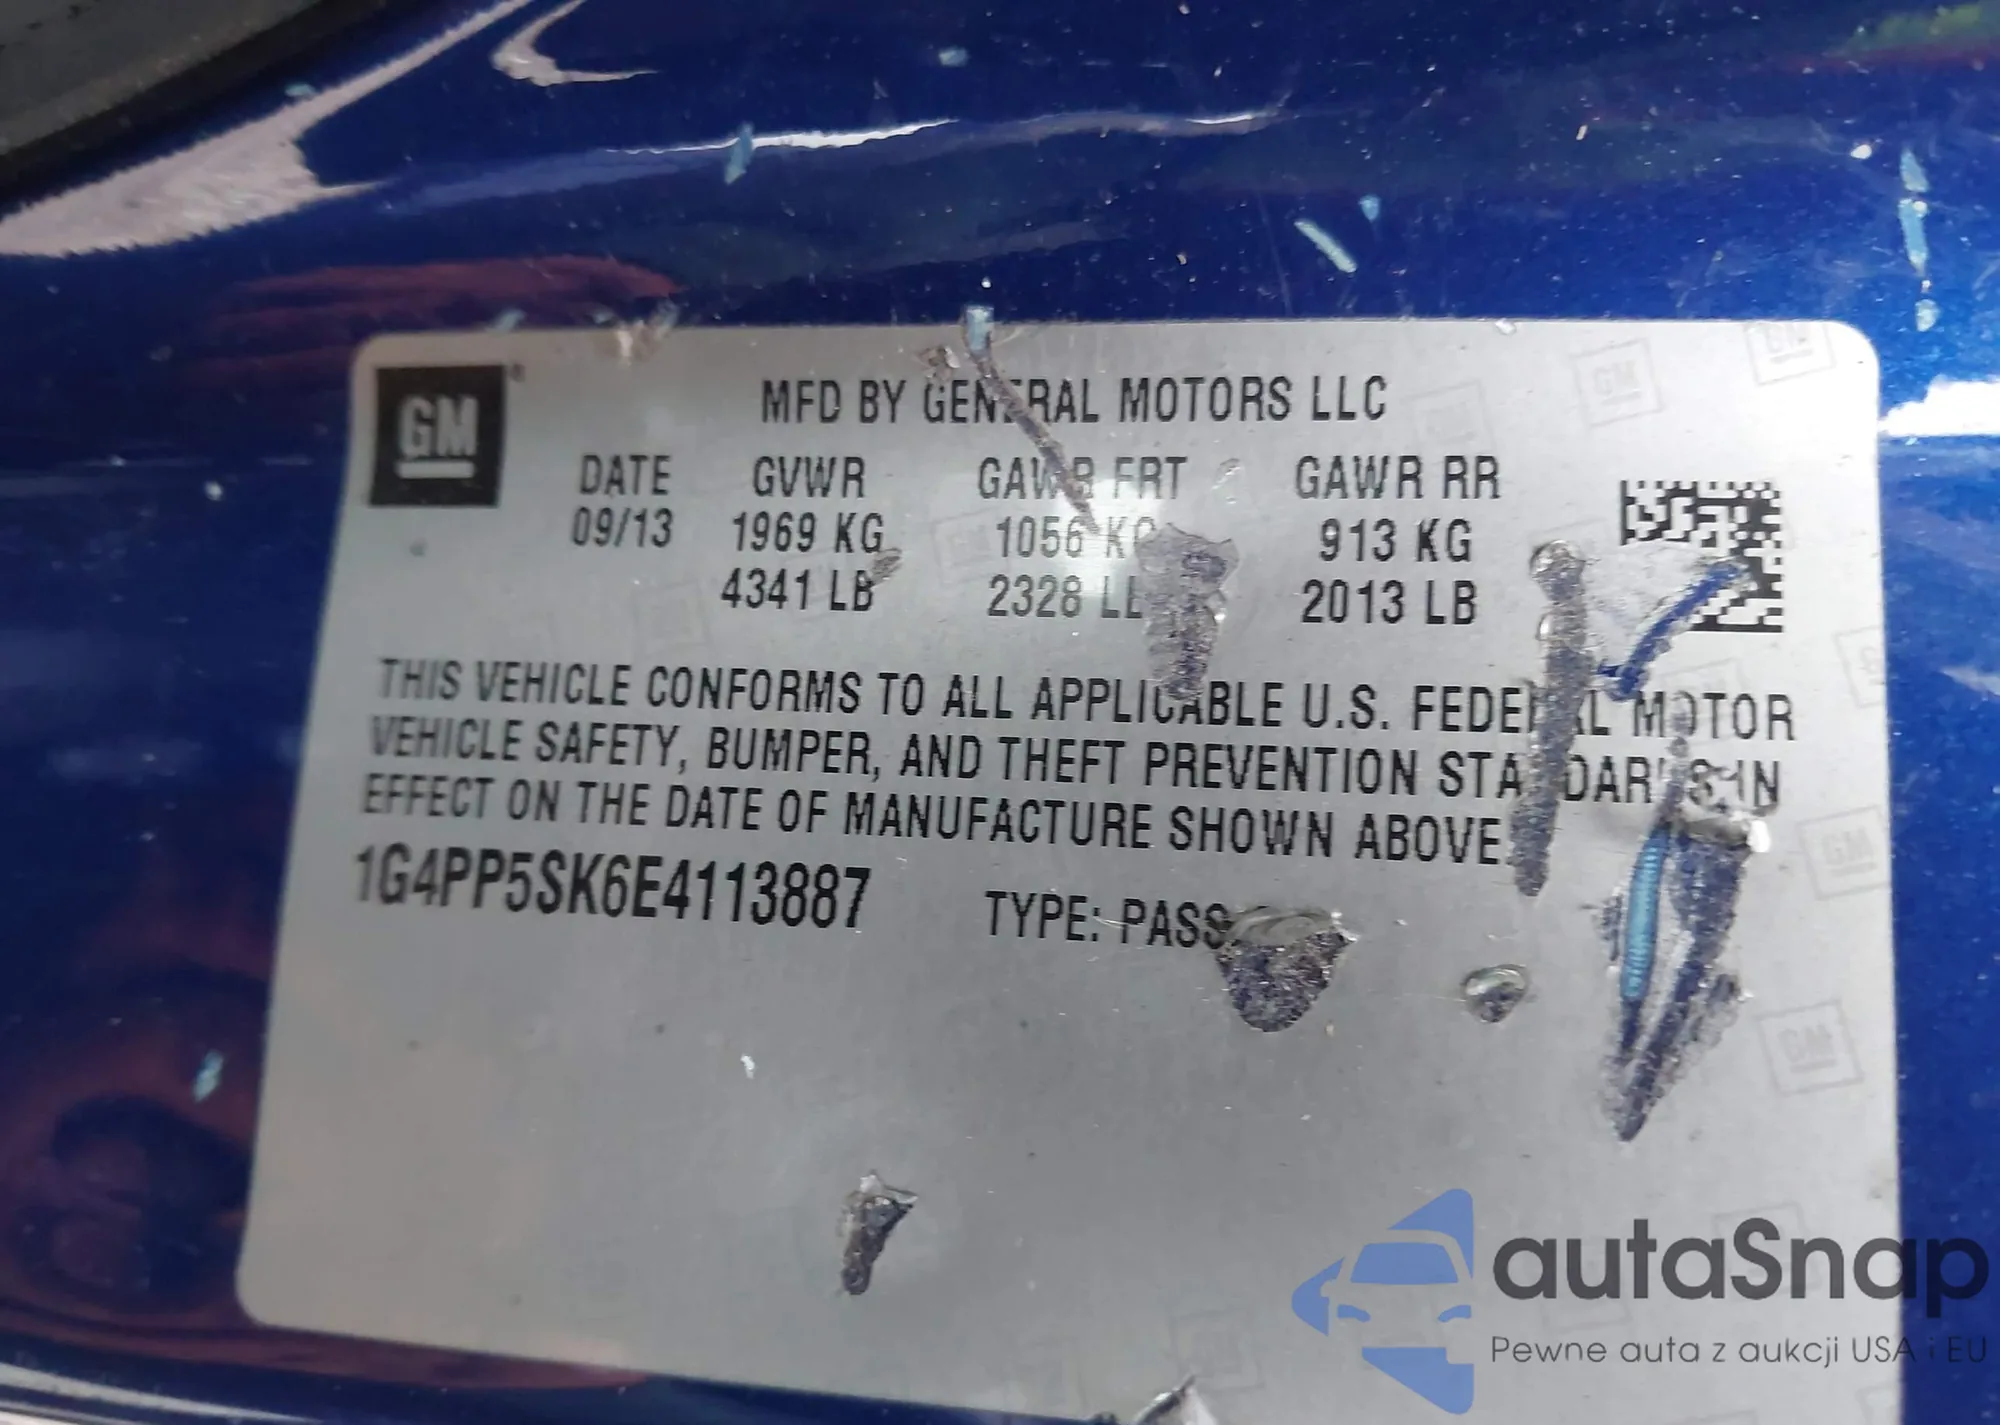 GM
MFD BY GENERAL MOTORS LLC
DATE GVWR GAWR FRT GAWR RR
09/13 1969 KG 1056 KG 913 KG
4341 LB 2328 LB 2013 LB
THIS VEHICLE CONFORMS TO ALL APPLICABLE U.S. FEDERAL MOTOR
VEHICLE SAFETY, BUMPER, AND THEFT PREVENTION STANDARDS IN
EFFECT ON THE DATE OF MANUFACTURE SHOWN ABOVE.
1G4PP5SK6E4113887 TYPE: PASS
autaSnap
Pewne auta z aukcji USA i EU